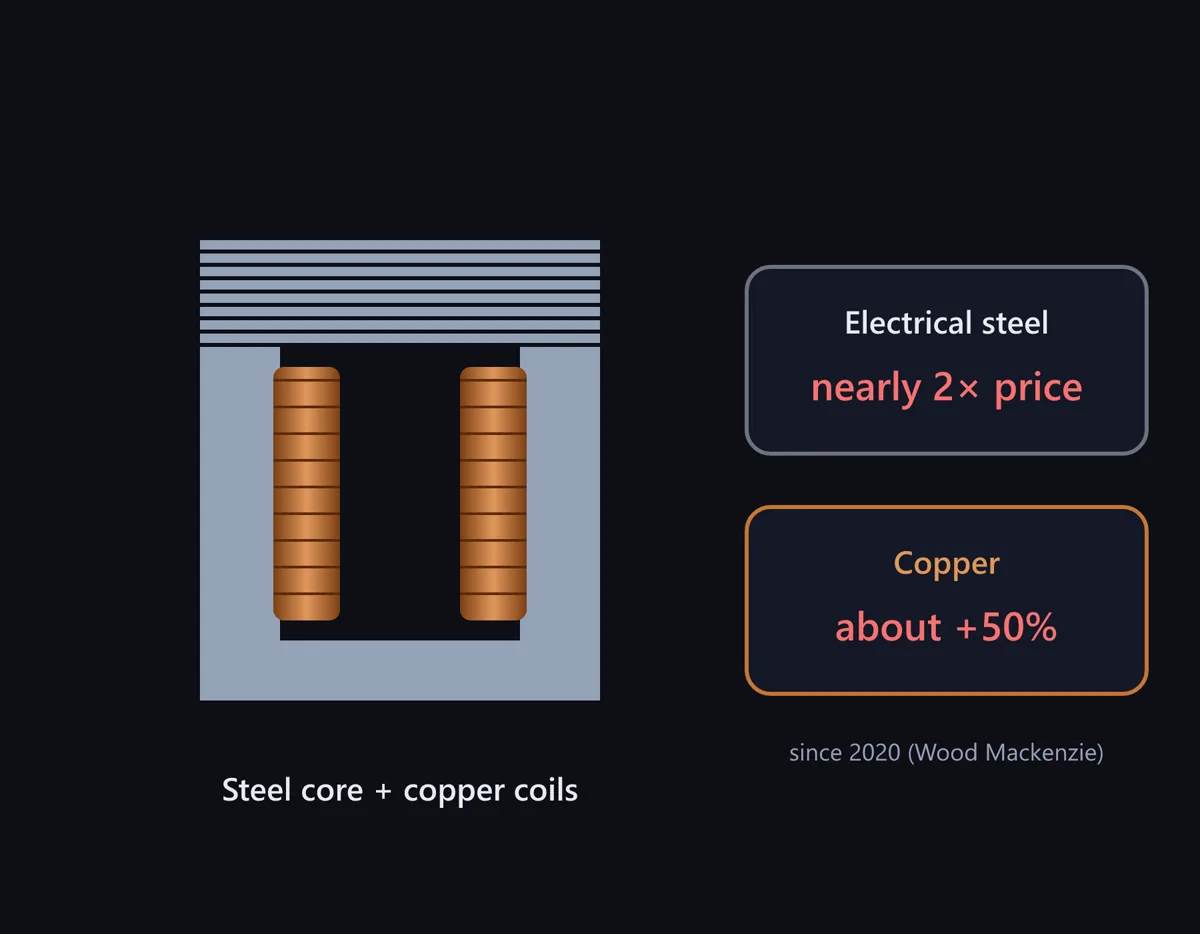 Electrical steel
nearly 2× price
Copper
about +50%
since 2020 (Wood Mackenzie)
Steel core + copper coils